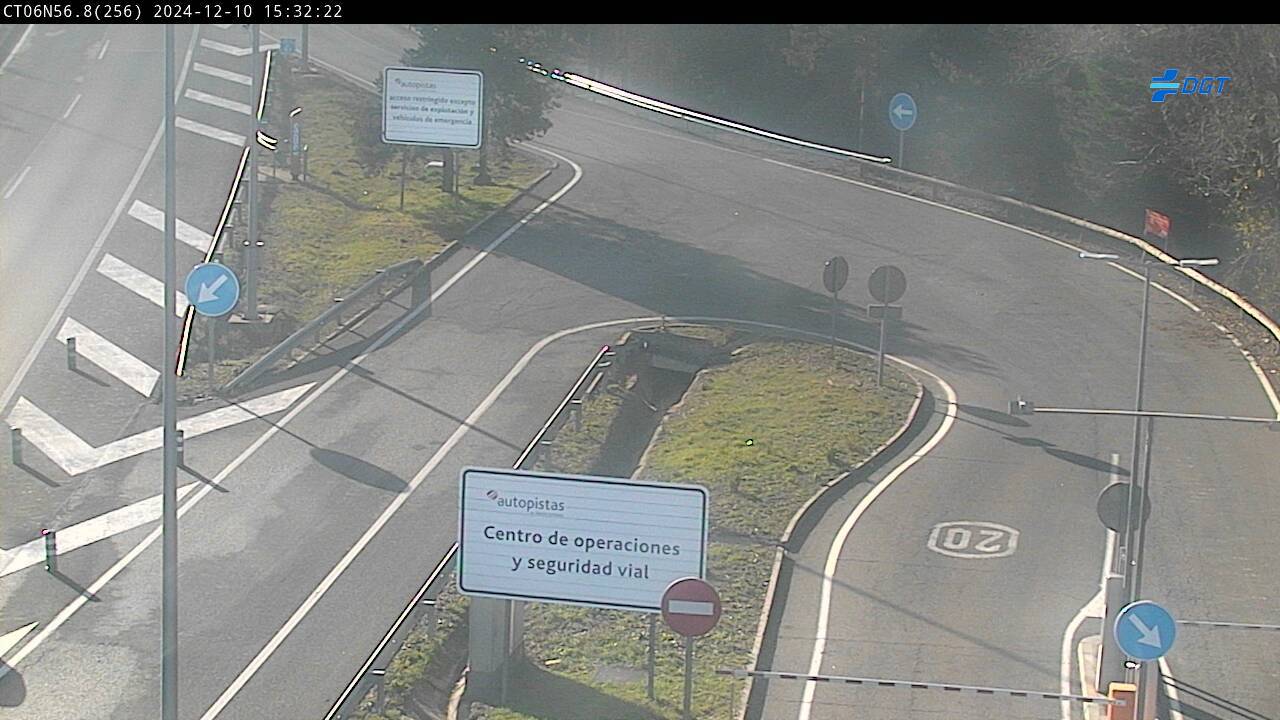 CT06N56.8(256) 2024-12-10 15:32:22
autopistas
acceso restringido excepto
servicios de explotación y
vehículos de emergencia
DGT
autopistas
Centro de operaciones
y seguridad vial
20